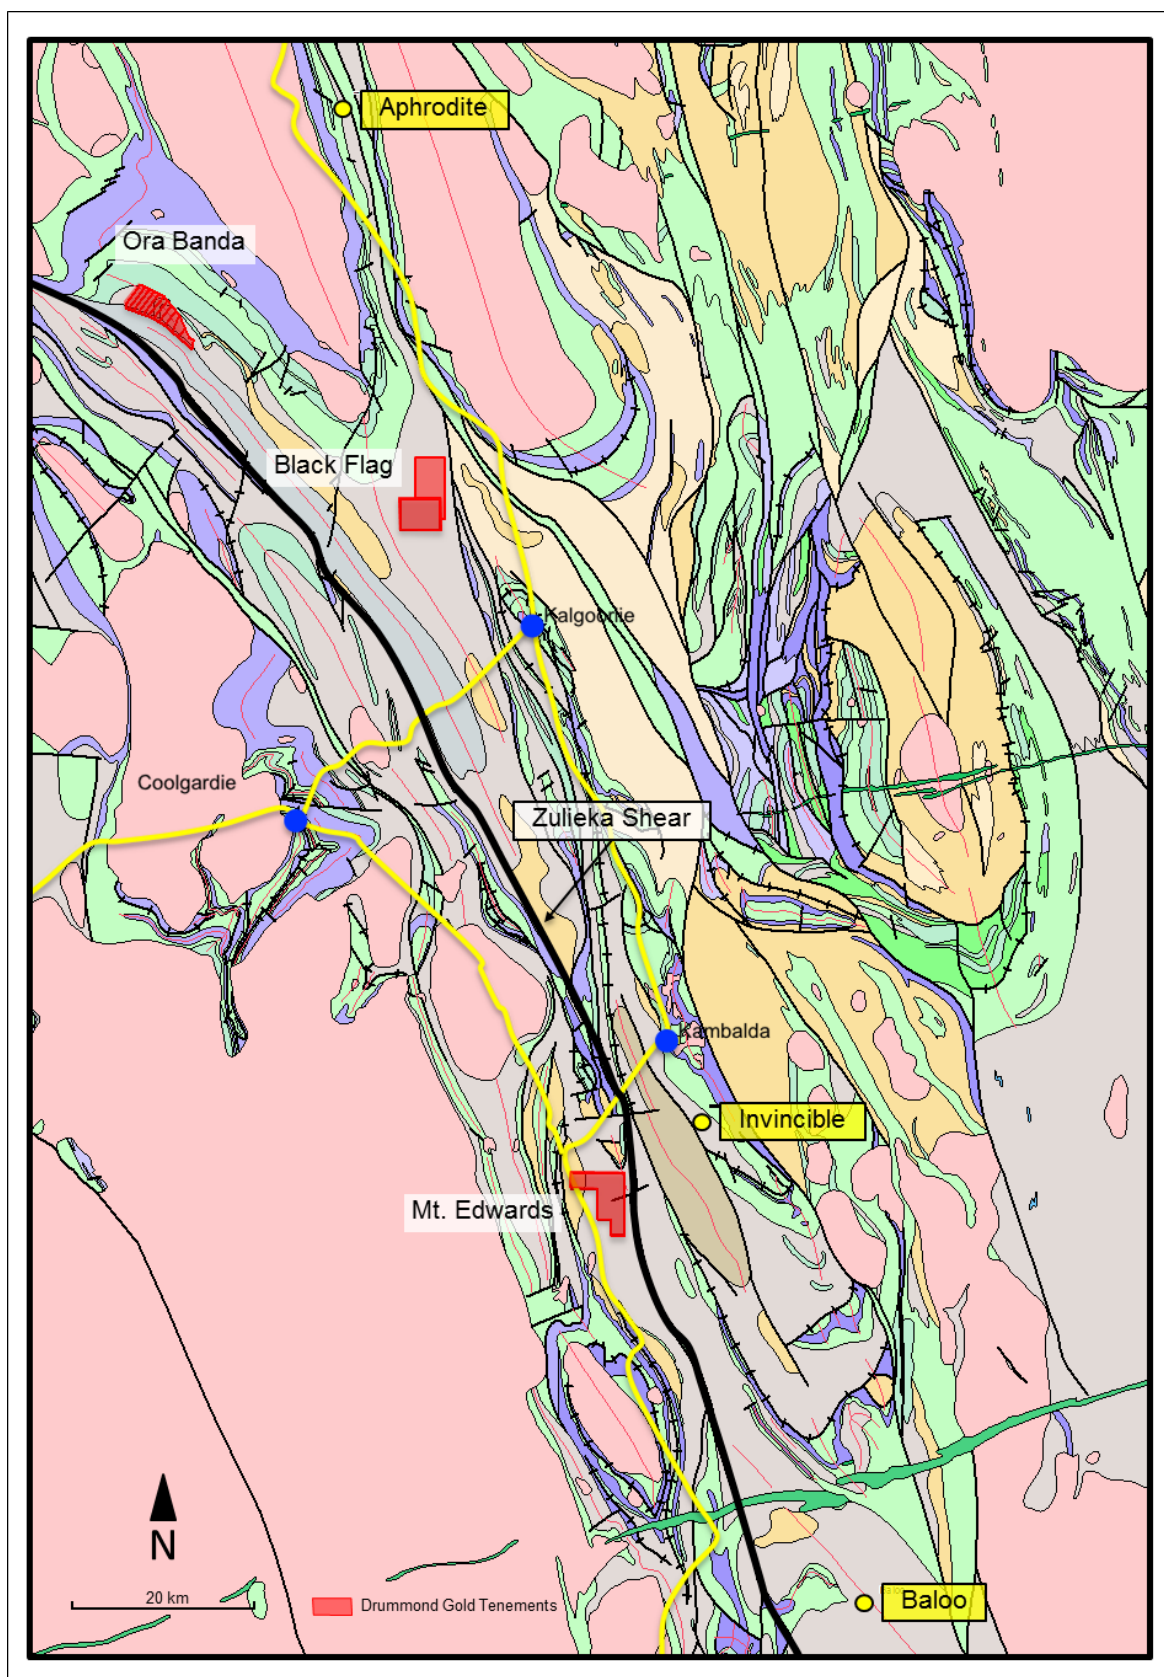 Aphrodite
Ora Banda
Black Flag
Kalgoorlie
Coolgardie
Zulieka Shear
Kambalda
Invincible
Mt. Edwards
N
20 km
Drummond Gold Tenements
Baloo